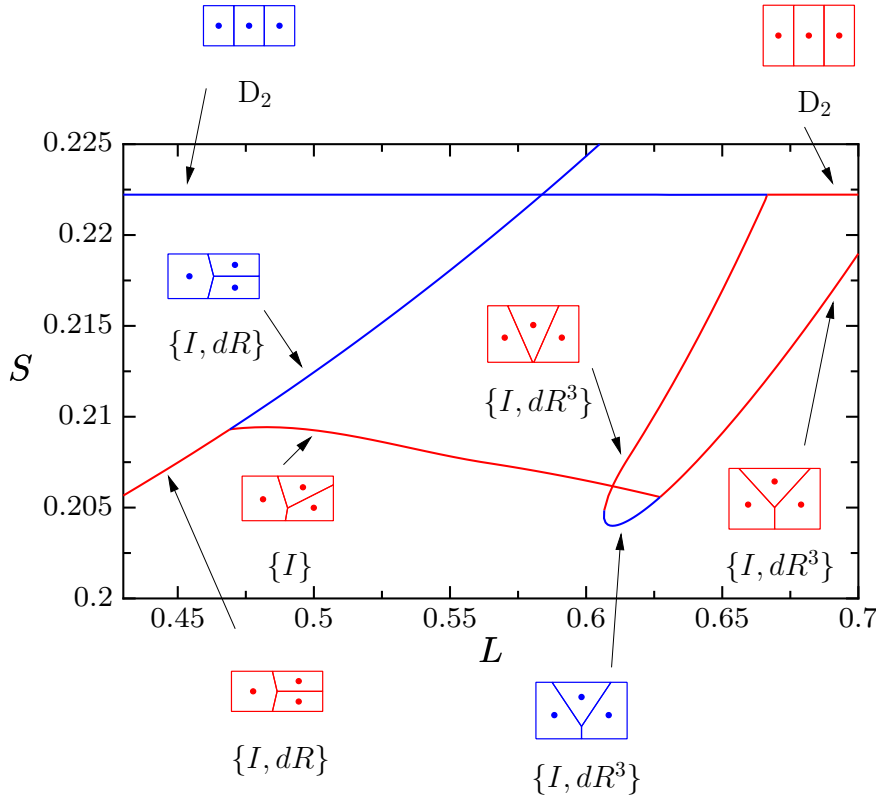 D₂
D₂
0.225
0.22
{I, dR}
0.215
{I, dR³}
S
0.21
0.205
{I}
{I, dR³}
0.2
0.45 0.5 0.55 0.6 0.65 0.7
L
{I, dR}
{I, dR³}